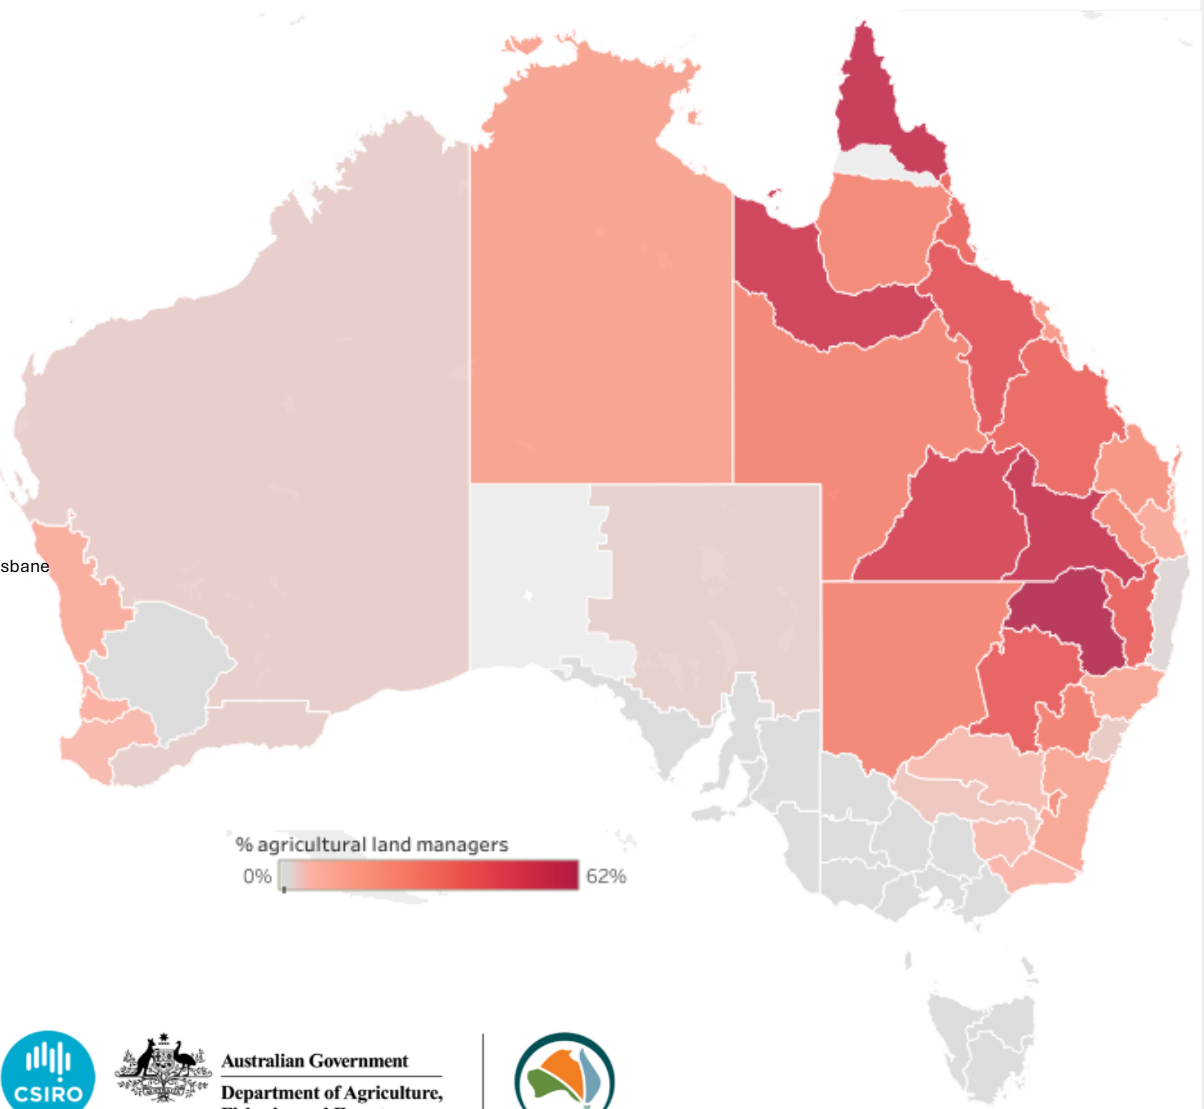 sbane
% agricultural land managers
0%
62%
CSIRO
Australian Government
Department of Agriculture,